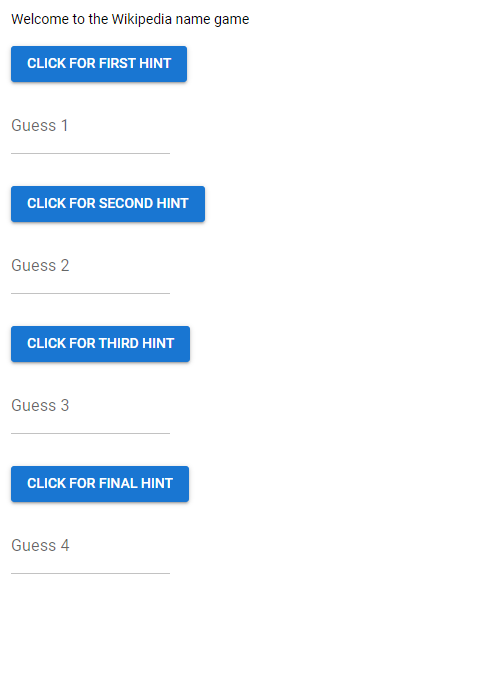 Welcome to the Wikipedia name game
CLICK FOR FIRST HINT
Guess 1
CLICK FOR SECOND HINT
Guess 2
CLICK FOR THIRD HINT
Guess 3
CLICK FOR FINAL HINT
Guess 4